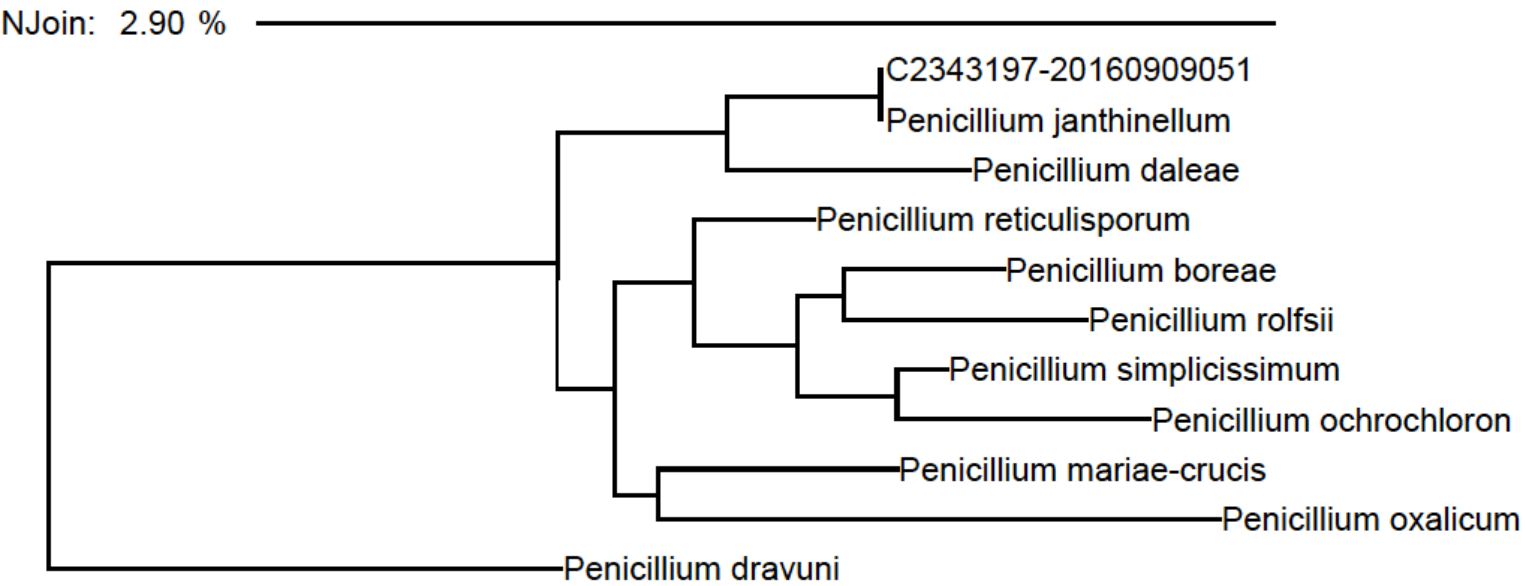 NJoin: 2.90 %
C2343197-20160909051
Penicillium janthinellum
Penicillium daleae
Penicillium reticulisporum
Penicillium boreae
Penicillium rolfsii
Penicillium simplicissimum
Penicillium ochrochloron
Penicillium mariae-crucis
Penicillium oxalicum
Penicillium dravuni